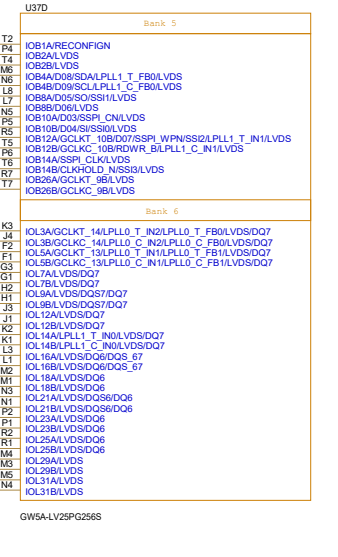 U37D
Bank 5
T2 IOB1A/RECONFIGN
P4 IOB2A/LVDS
T4 IOB2B/LVDS
M6 IOB4A/D08/SDA/LPLL1_T_FB0/LVDS
N6 IOB4B/D09/SCL/LPLL1_C_FB0/LVDS
L8 IOB8A/D05/SO/SSI1/LVDS
L7 IOB8B/D06/LVDS
N5 IOB10A/D03/SSPI_CN/LVDS
P5 IOB10B/D04/SI/SSI0/LVDS
R5 IOB12A/GCLKT_10B/D07/SSPI_WPN/SSI2/LPLL1_T_IN1/LVDS
T5 IOB12B/GCLKC_10B/RDWR_B/LPLL1_C_IN1/LVDS
P6 IOB14A/SSPI_CLK/LVDS
T6 IOB14B/CLKHOLD_N/SSI3/LVDS
R7 IOB26A/GCLKT_9B/LVDS
T7 IOB26B/GCLKC_9B/LVDS
Bank 6
K3 IOL3A/GCLKT_14/LPLL0_T_IN2/LPLL0_T_FB0/LVDS/DQ7
J4 IOL3B/GCLKC_14/LPLL0_C_IN2/LPLL0_C_FB0/LVDS/DQ7
F2 IOL5A/GCLKT_13/LPLL0_T_IN1/LPLL0_T_FB1/LVDS/DQ7
F1 IOL5B/GCLKC_13/LPLL0_C_IN1/LPLL0_C_FB1/LVDS/DQ7
G3 IOL7A/LVDS/DQ7
G1 IOL7B/LVDS/DQ7
H2 IOL9A/LVDS/DQS7/DQ7
H1 IOL9B/LVDS/DQS7/DQ7
J3 IOL12A/LVDS/DQ7
J1 IOL12B/LVDS/DQ7
K2 IOL14A/LPLL1_T_IN0/LVDS/DQ7
K1 IOL14B/LPLL1_C_IN0/LVDS/DQ7
L3 IOL16A/LVDS/DQ6/DQS_67
L1 IOL16B/LVDS/DQ6/DQS_67
M2 IOL18A/LVDS/DQ6
M1 IOL18B/LVDS/DQ6
N3 IOL21A/LVDS/DQS6/DQ6
N1 IOL21B/LVDS/DQS6/DQ6
P2 IOL23A/LVDS/DQ6
P1 IOL23B/LVDS/DQ6
R2 IOL25A/LVDS/DQ6
R1 IOL25B/LVDS/DQ6
M4 IOL29A/LVDS
M3 IOL29B/LVDS
M5 IOL31A/LVDS
N4 IOL31B/LVDS
GW5A-LV25PG256S